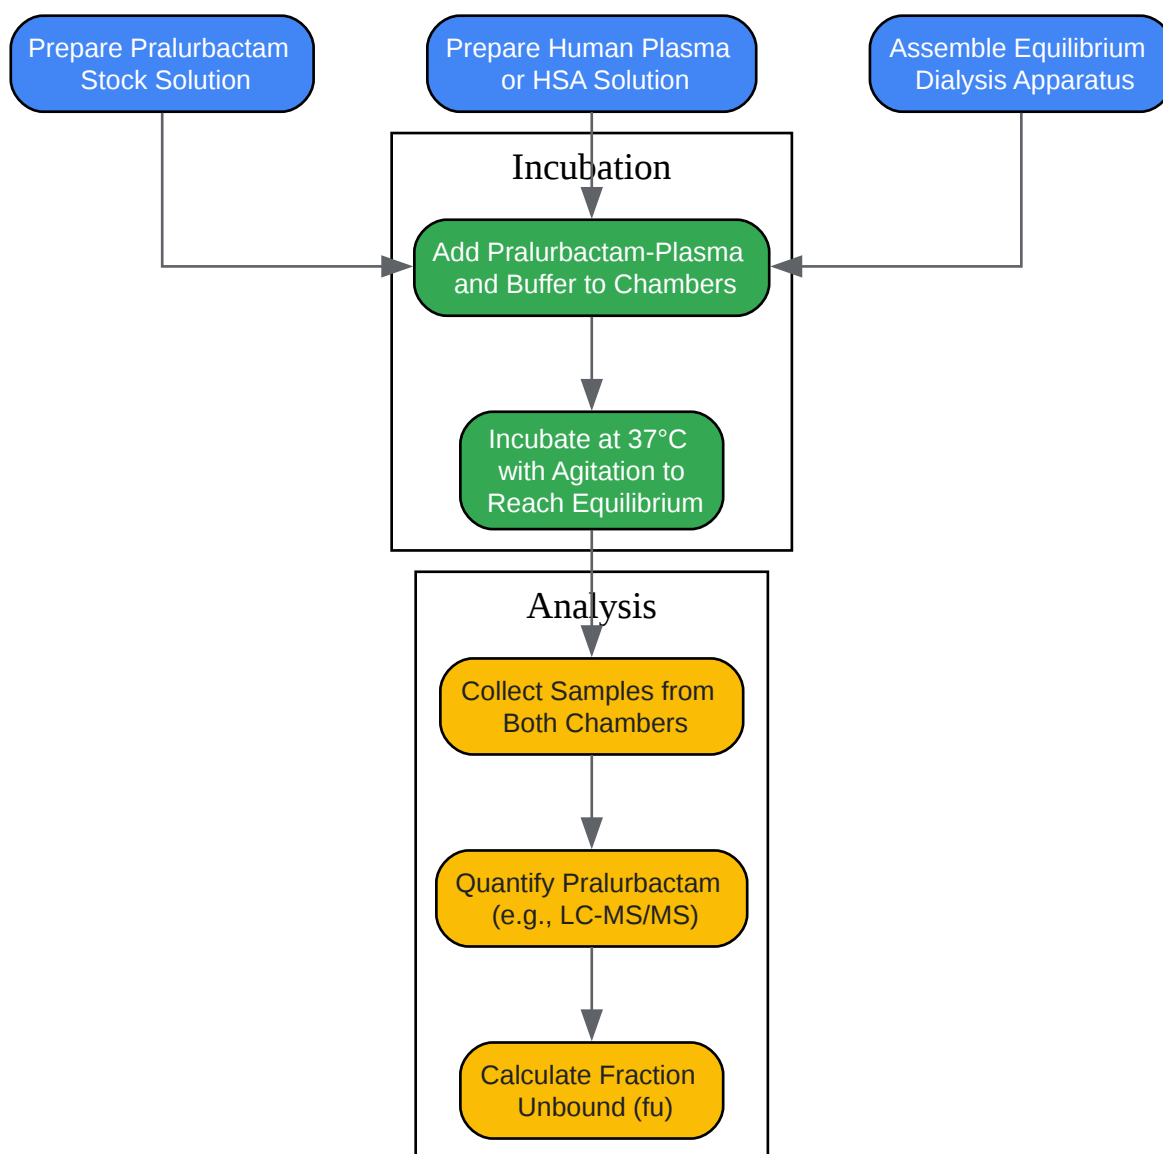 Prepare Pralurbactam
Stock Solution
Prepare Human Plasma
or HSA Solution
Assemble Equilibrium
Dialysis Apparatus
Incubation
Add Pralurbactam-Plasma
and Buffer to Chambers
Incubate at 37°C
with Agitation to
Reach Equilibrium
Analysis
Collect Samples from
Both Chambers
Quantify Pralurbactam
(e.g., LC-MS/MS)
Calculate Fraction
Unbound (fu)